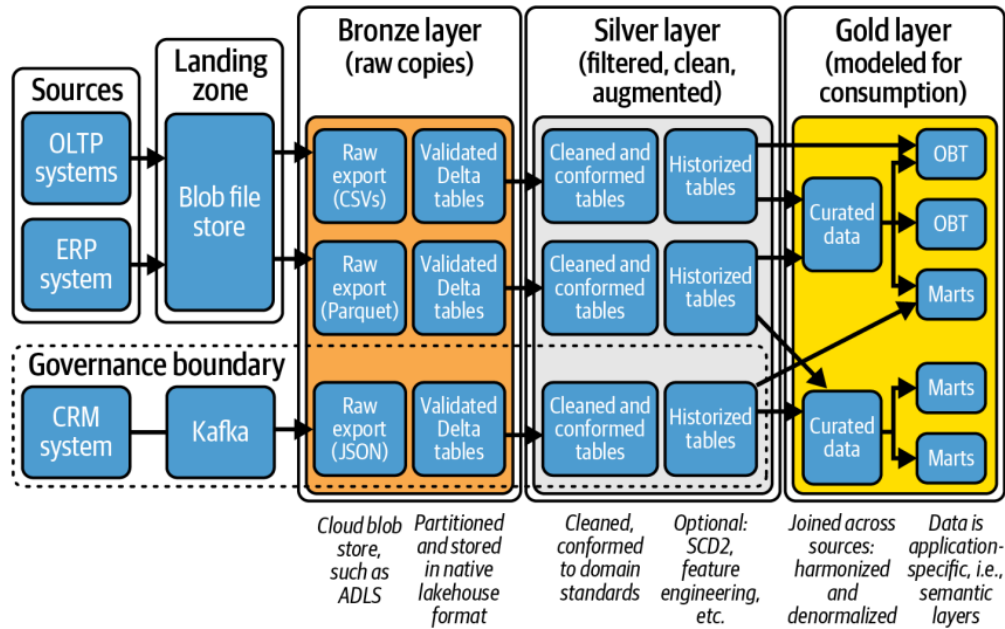 Sources
OLTP
systems
ERP
system
Landing
zone
Blob file
store
Bronze layer
(raw copies)
Raw
export
(CSVs)
Validated
Delta
tables
Raw
export
(Parquet)
Validated
Delta
tables
Governance boundary
CRM
system
Kafka
Raw
export
(JSON)
Validated
Delta
tables
Cloud blob
store,
such as
ADLS
Partitioned
and stored
in native
lakehouse
format
Silver layer
(filtered, clean,
augmented)
Cleaned and
conformed
tables
Historized
tables
Cleaned and
conformed
tables
Historized
tables
Cleaned and
conformed
tables
Historized
tables
Cleaned,
conformed
to domain
standards
Optional:
SCD2,
feature
engineering,
etc.
Gold layer
(modeled for
consumption)
Curated
data
OBT
OBT
Marts
Curated
data
Marts
Marts
Joined across
sources:
harmonized
and
denormalized
Data is
application-
specific, i.e.,
semantic
layers